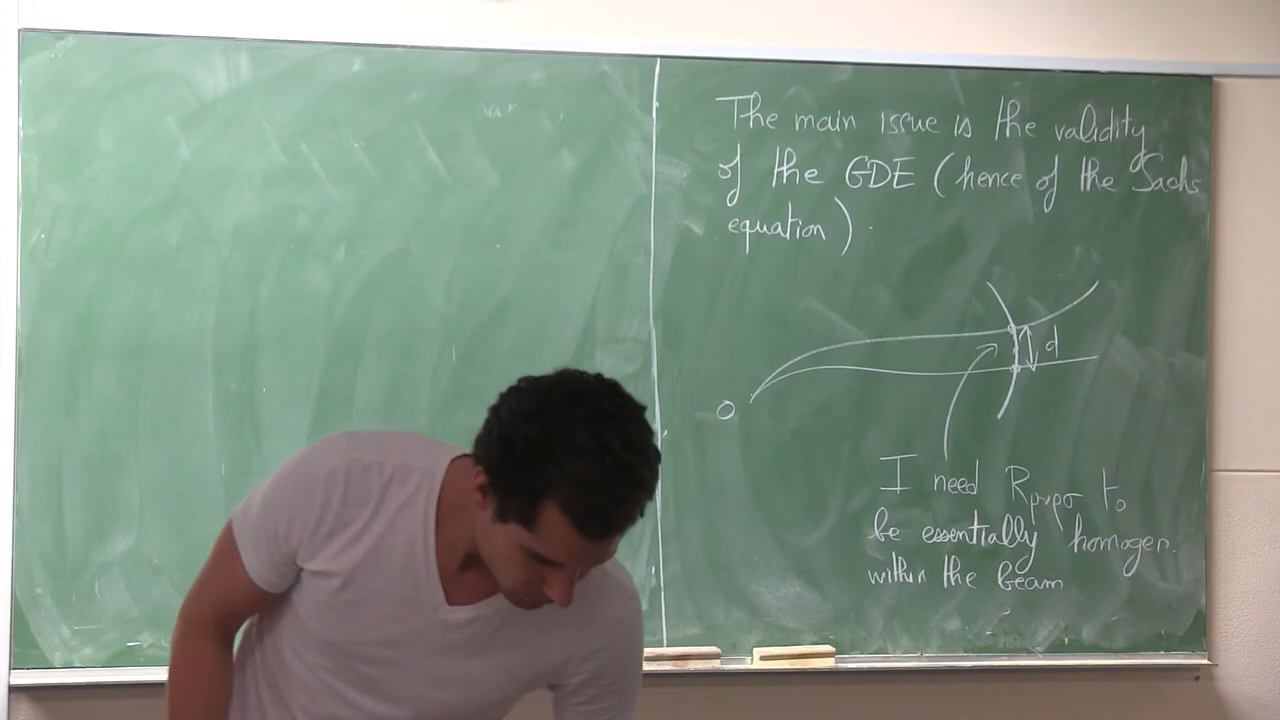 The main issue is the validity
of the GDE (hence of the Sachs
equation).
d
O
I need Rμνρσ to
be essentially homogen.
within the beam